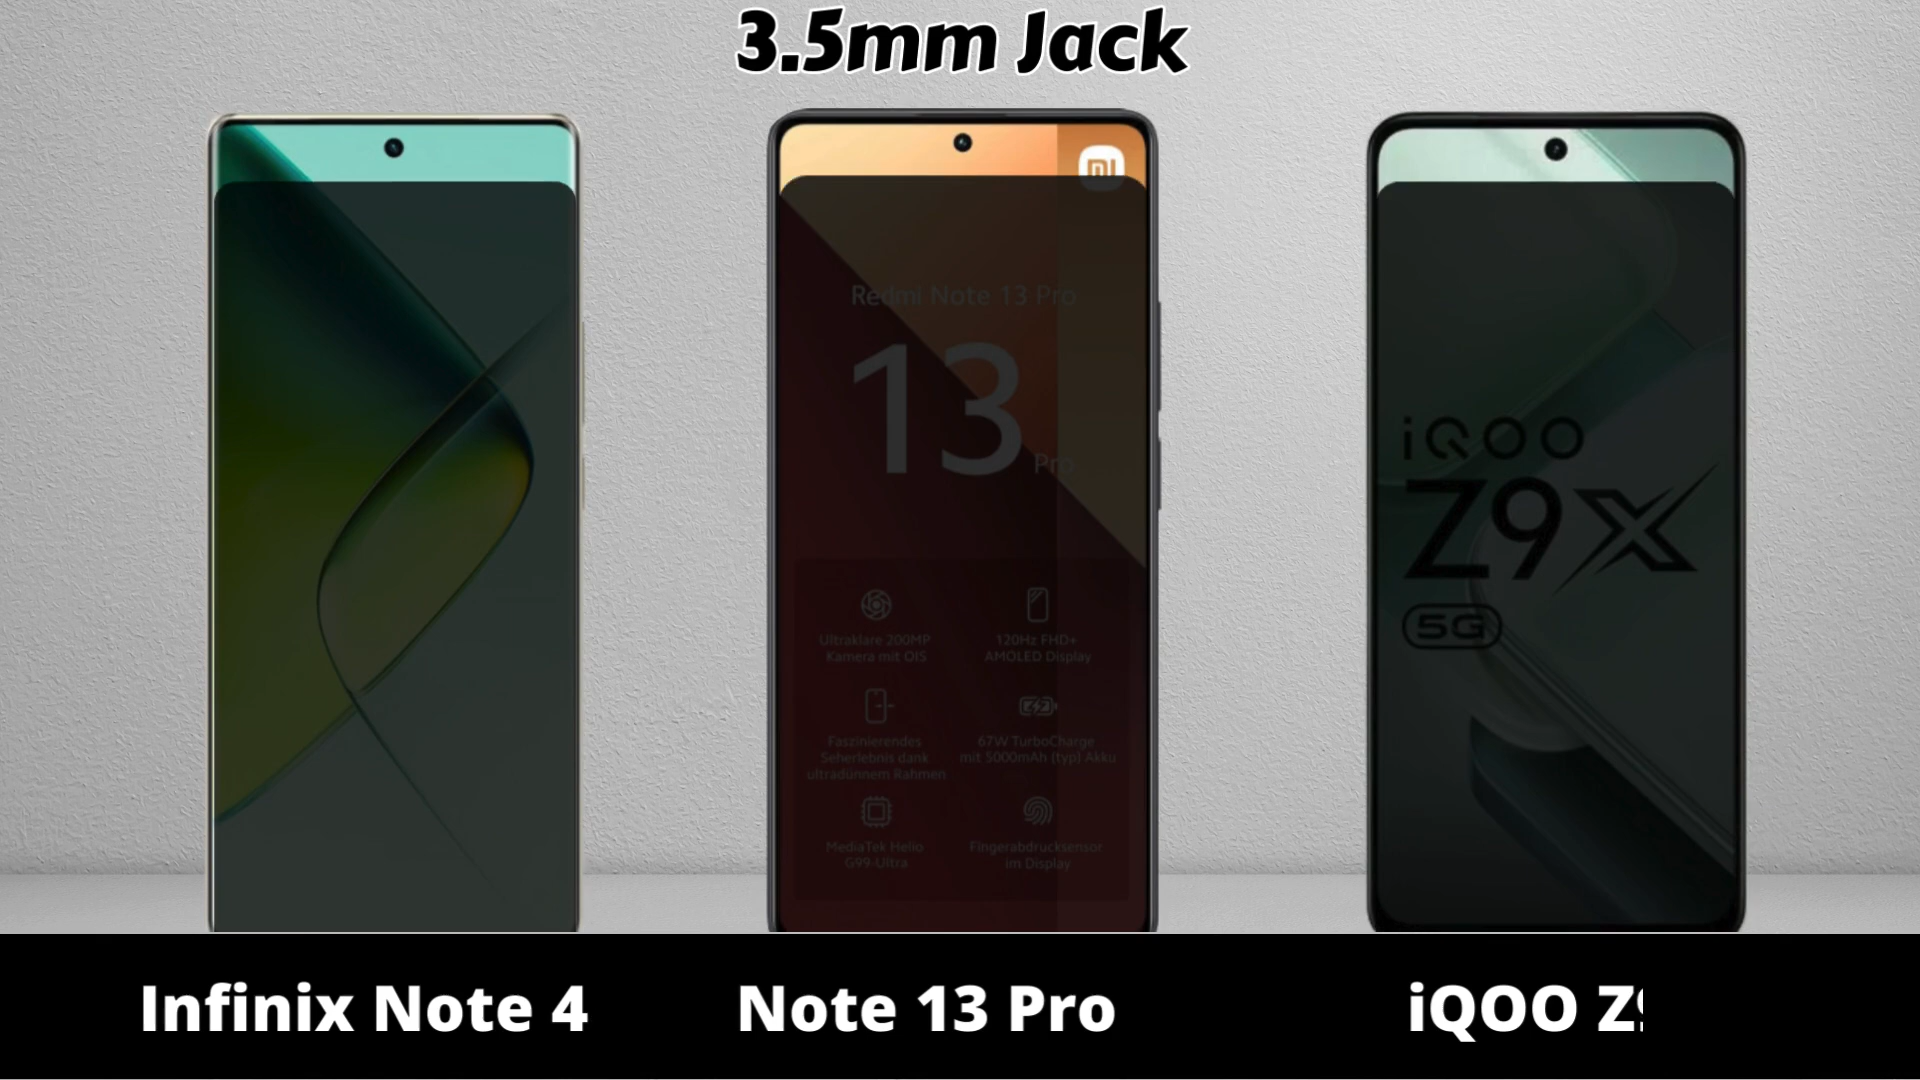 3.5mm Jack
Redmi Note 13 Pro
13
Pro
Ultraklare 200MP
Kamera mit OIS
120Hz FHD+
AMOLED Display
Faszinierendes
Seherlebnis dank
ultradünnem Rahmen
67W TurboCharge
mit 5000mAh (typ) Akku
MediaTek Helio
G99-Ultra
Fingerabdrucksensor
im Display
iQOO
Z9x
5G
Infinix Note 4
Note 13 Pro
iQOO Z